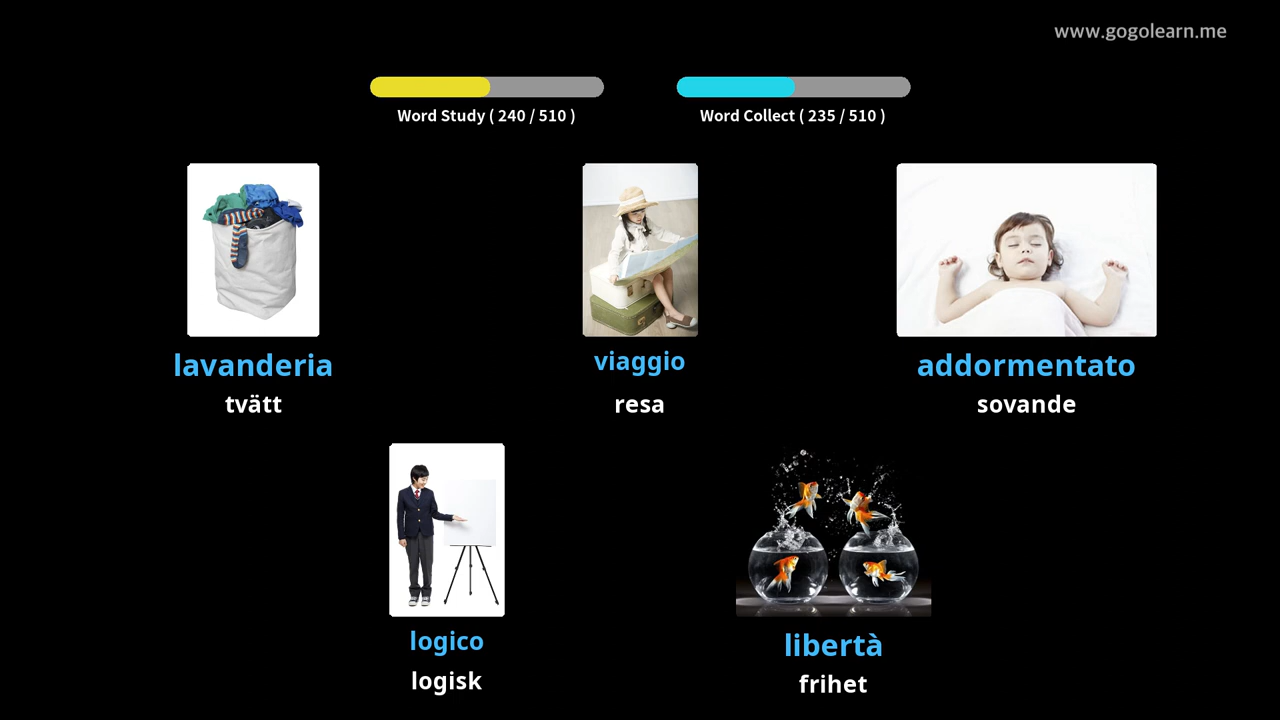 www.gogolearn.me
Word Study ( 240 / 510 )
Word Collect ( 235 / 510 )
lavanderia
tvätt
viaggio
resa
addormentato
sovande
logico
logisk
libertà
frihet